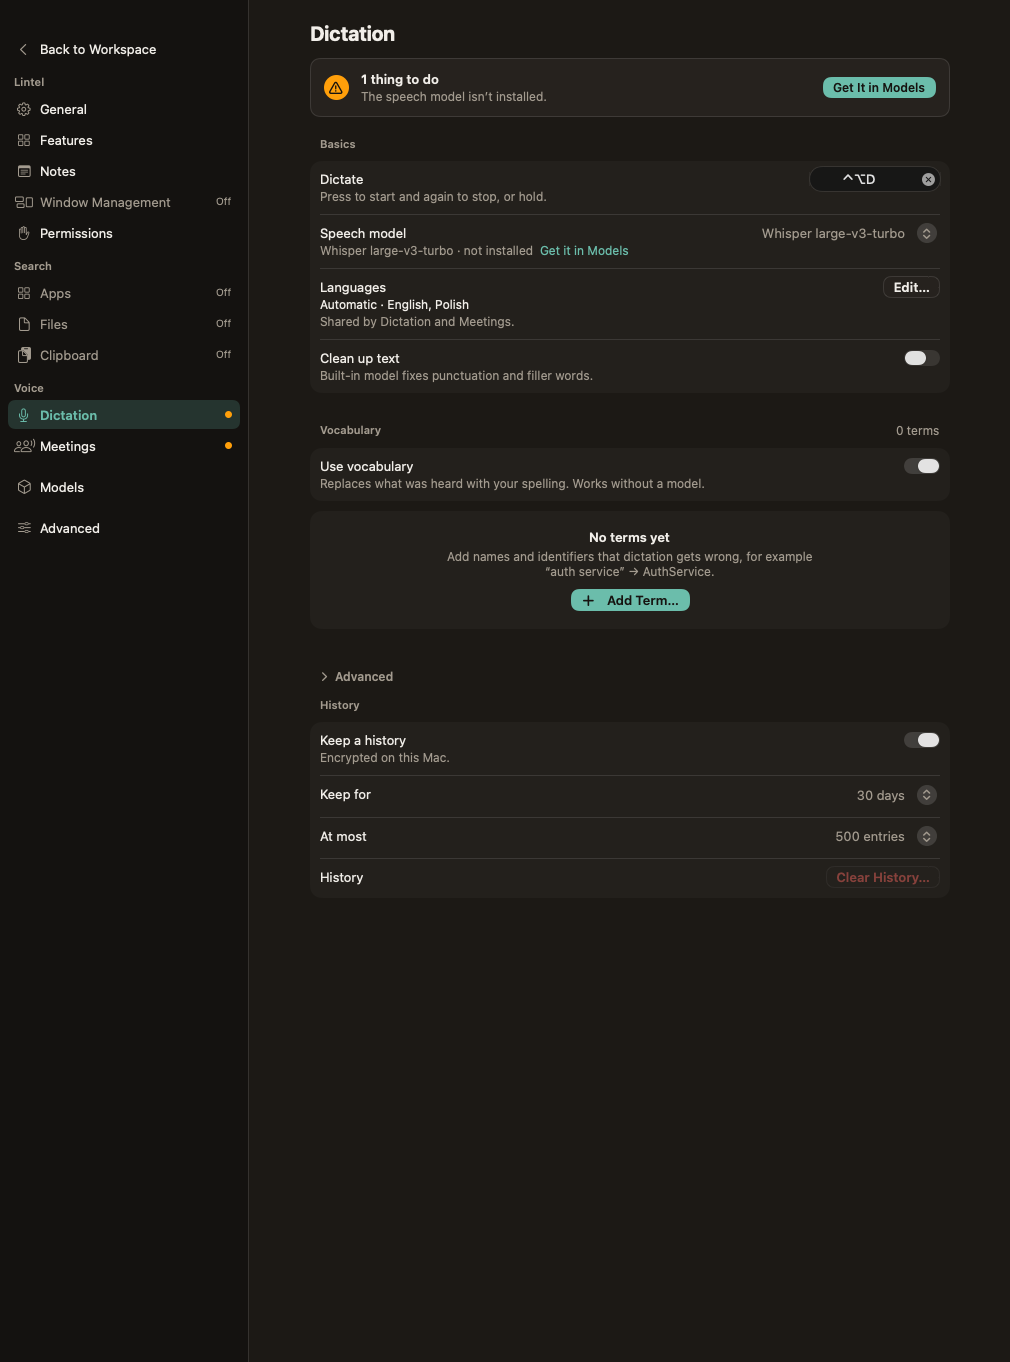 Back to Workspace
Lintel
General
Features
Notes
Window Management Off
Permissions
Search
Apps Off
Files Off
Clipboard Off
Voice
Dictation
Meetings
Models
Advanced
Dictation
1 thing to do
The speech model isn’t installed.
Get It in Models
Basics
Dictate
Press to start and again to stop, or hold.
⌃⌥D
Speech model
Whisper large-v3-turbo · not installed Get it in Models
Whisper large-v3-turbo
Languages
Automatic · English, Polish
Shared by Dictation and Meetings.
Edit...
Clean up text
Built-in model fixes punctuation and filler words.
Vocabulary 0 terms
Use vocabulary
Replaces what was heard with your spelling. Works without a model.
No terms yet
Add names and identifiers that dictation gets wrong, for example
“auth service” → AuthService.
+ Add Term...
Advanced
History
Keep a history
Encrypted on this Mac.
Keep for 30 days
At most 500 entries
History Clear History...